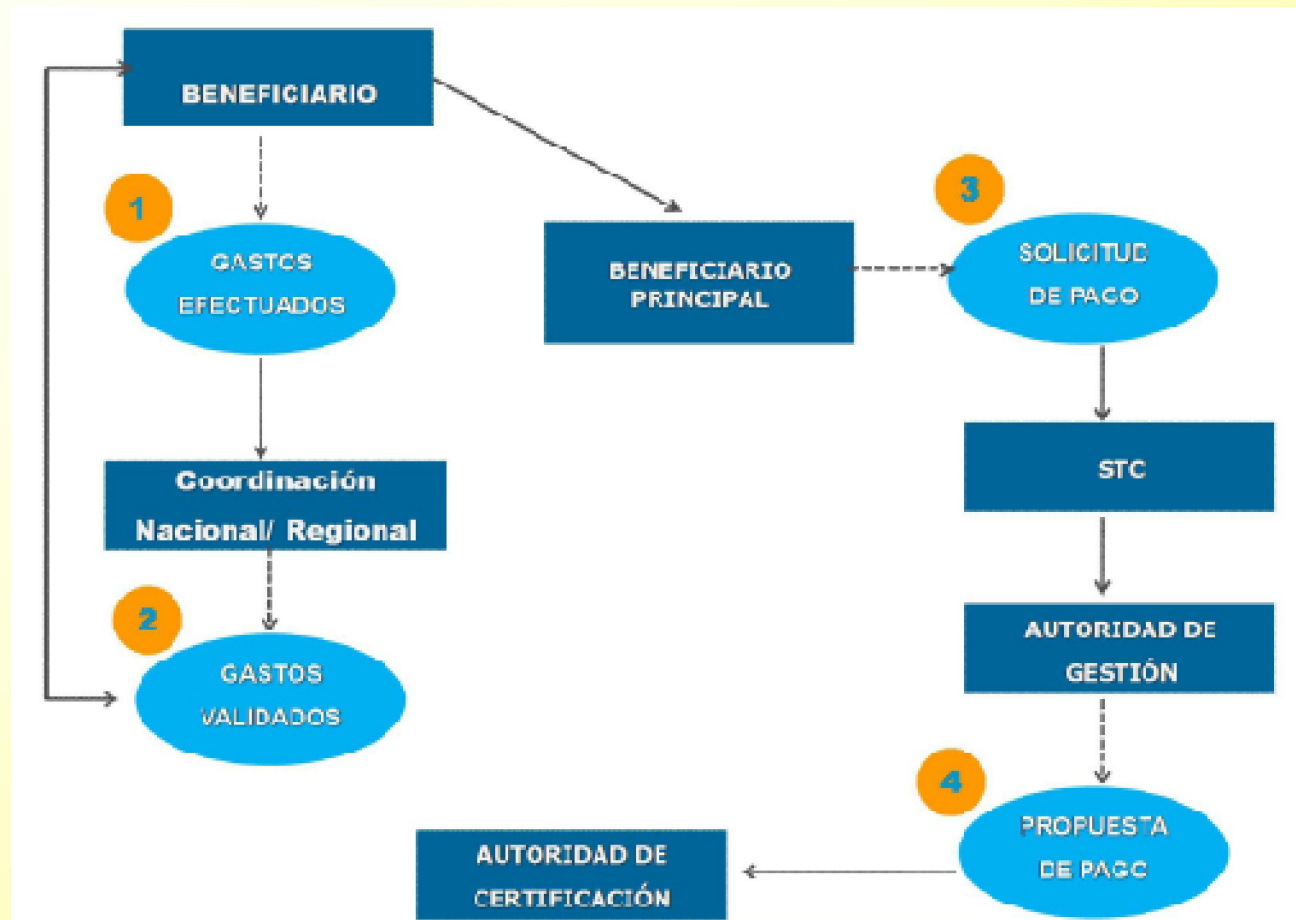 BENEFICIARIO
1
GASTOS
EFECTUADOS
Coordinación
Nacional/ Regional
2
GASTOS
VALIDADOS
BENEFICIARIO
PRINCIPAL
3
SOLICITUD
DE PAGO
STC
AUTORIDAD DE
GESTIÓN
4
PROPUESTA
DE PAGO
AUTORIDAD DE
CERTIFICACIÓN